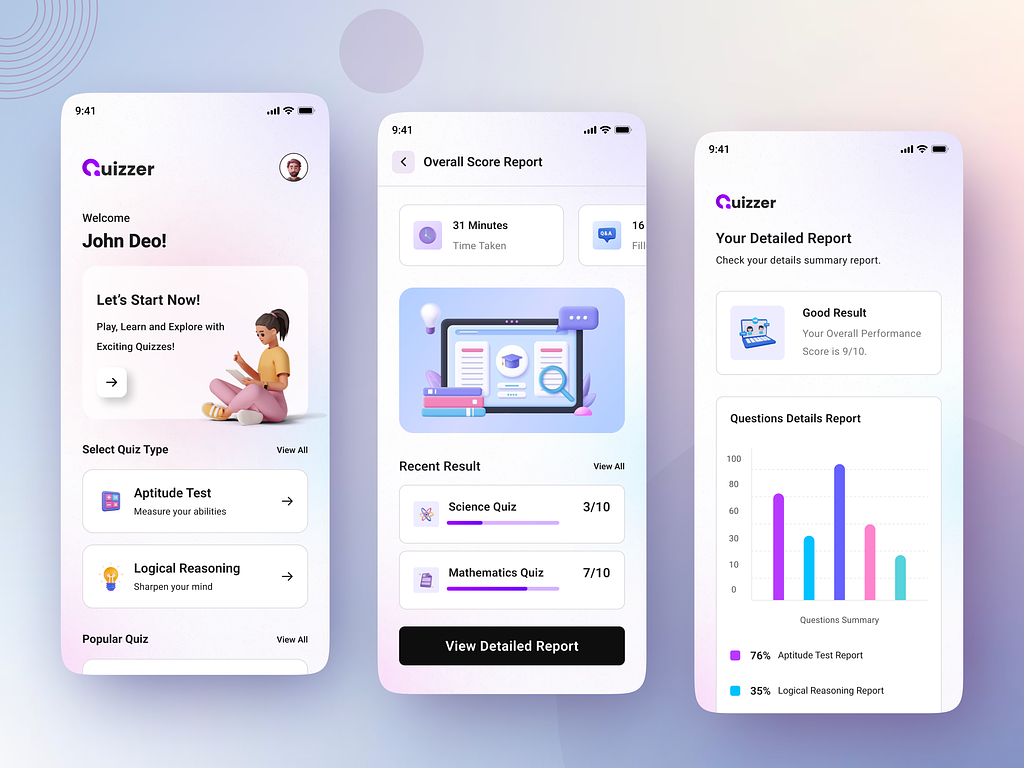 9:41
Quizzer
Welcome
John Deo!
Let's Start Now!
Play, Learn and Explore with
Exciting Quizzes!
Select Quiz Type
View All
Aptitude Test
Measure your abilities
Logical Reasoning
Sharpen your mind
Popular Quiz
View All
9:41
Overall Score Report
31 Minutes
Time Taken
Q&A
16
Fill
Recent Result
View All
Science Quiz
3/10
Mathematics Quiz
7/10
View Detailed Report
9:41
Quizzer
Your Detailed Report
Check your details summary report.
Good Result
Your Overall Performance
Score is 9/10.
Questions Details Report
100
80
60
30
10
0
Questions Summary
76% Aptitude Test Report
35% Logical Reasoning Report